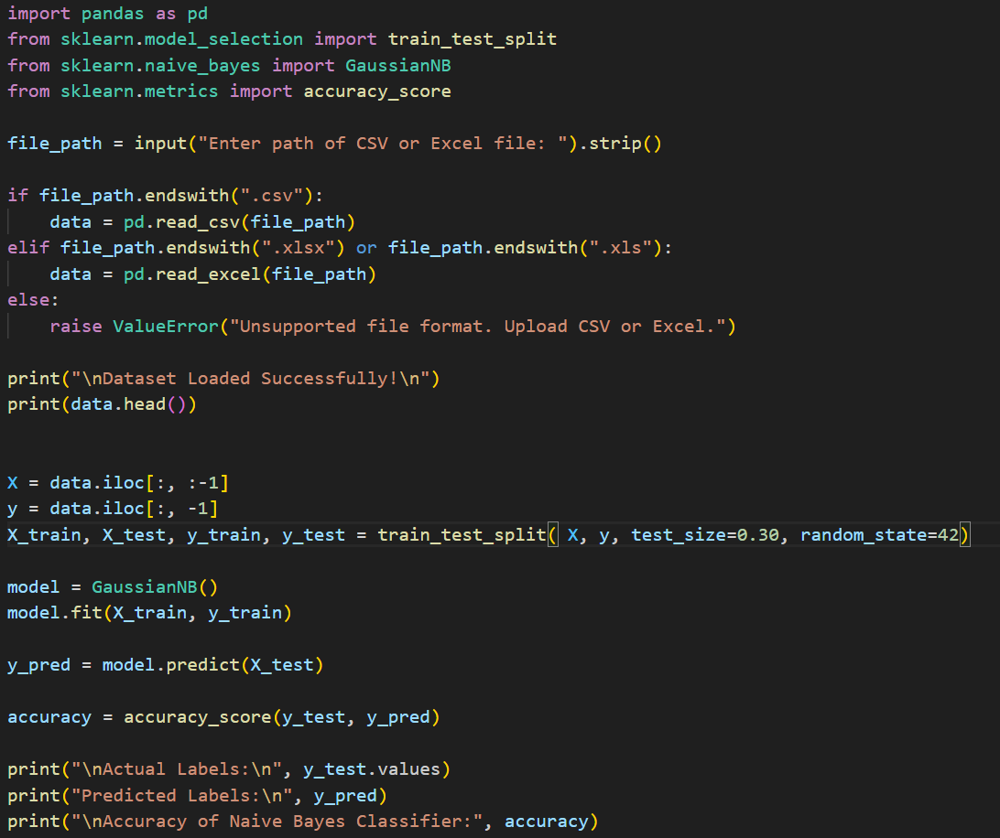 import pandas as pd
from sklearn.model_selection import train_test_split
from sklearn.naive_bayes import GaussianNB
from sklearn.metrics import accuracy_score

file_path = input("Enter path of CSV or Excel file: ").strip()

if file_path.endswith(".csv"):
    data = pd.read_csv(file_path)
elif file_path.endswith(".xlsx") or file_path.endswith(".xls"):
    data = pd.read_excel(file_path)
else:
    raise ValueError("Unsupported file format. Upload CSV or Excel.")

print("\nDataset Loaded Successfully!\n")
print(data.head())


X = data.iloc[:, :-1]
y = data.iloc[:, -1]
X_train, X_test, y_train, y_test = train_test_split( X, y, test_size=0.30, random_state=42)

model = GaussianNB()
model.fit(X_train, y_train)

y_pred = model.predict(X_test)

accuracy = accuracy_score(y_test, y_pred)

print("\nActual Labels:\n", y_test.values)
print("Predicted Labels:\n", y_pred)
print("\nAccuracy of Naive Bayes Classifier:", accuracy)